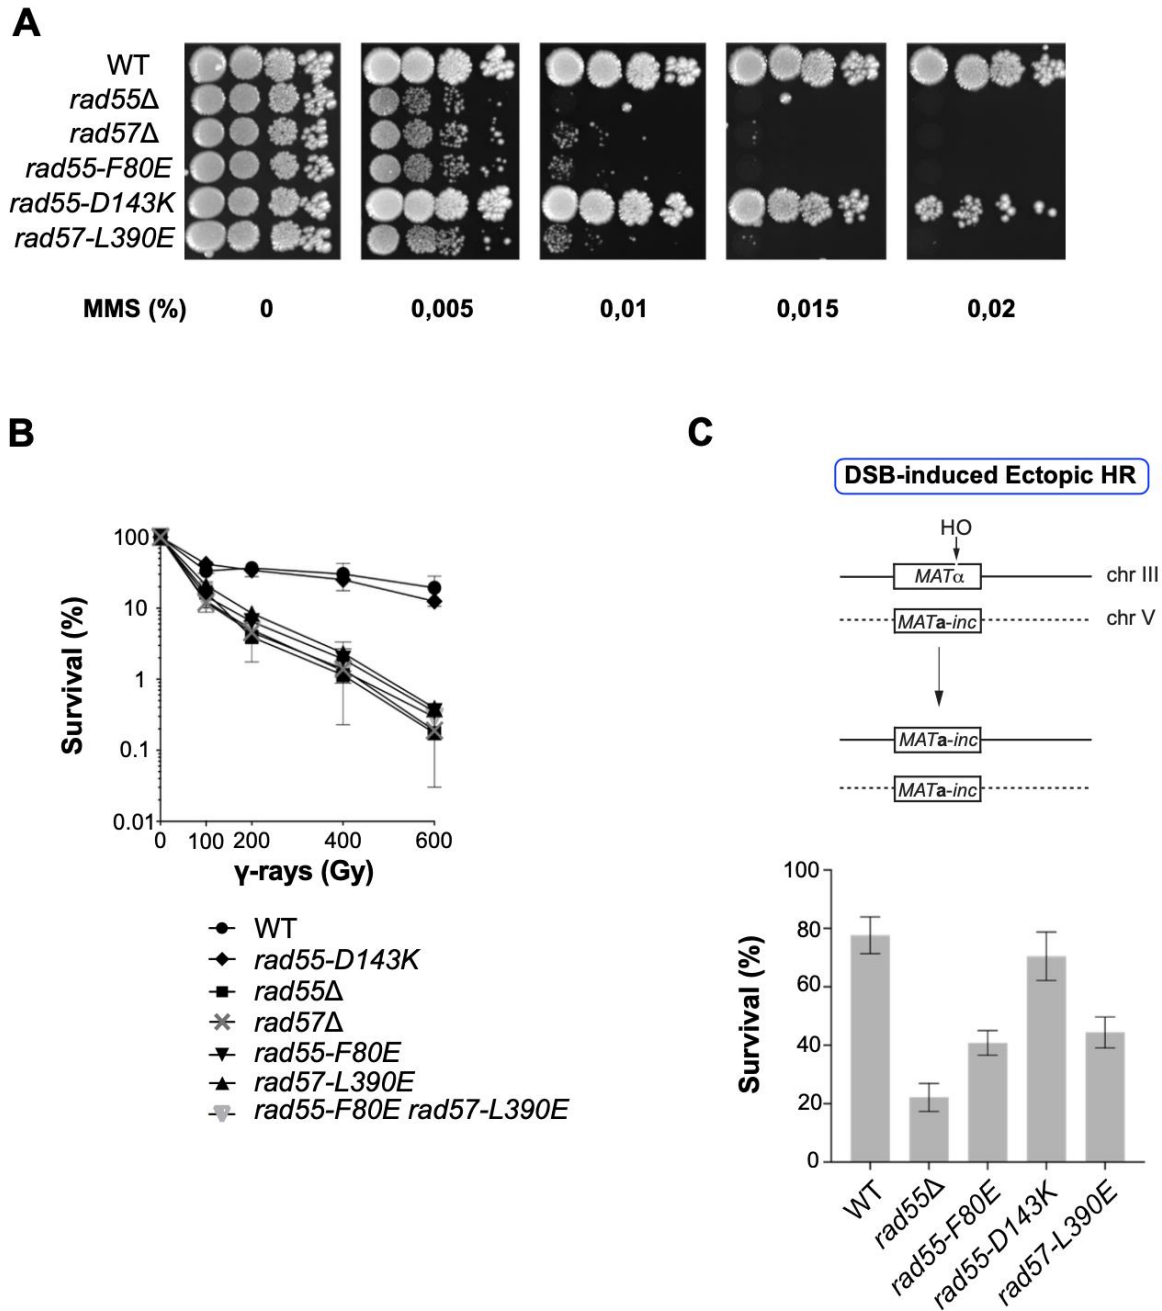 A
WT
rad55Δ
rad57Δ
rad55-F80E
rad55-D143K
rad57-L390E
MMS (%) 0 0,005 0,01 0,015 0,02
B
Survival (%)
100
10
1
0.1
0.01
0 100 200 400 600
γ-rays (Gy)
WT
rad55-D143K
rad55Δ
rad57Δ
rad55-F80E
rad57-L390E
rad55-F80E rad57-L390E
C
DSB-induced Ectopic HR
HO
MATα chr III
MATa-inc chr V
MATa-inc
MATa-inc
Survival (%)
100
80
60
40
20
0
WT
rad55Δ
rad55-F80E
rad55-D143K
rad57-L390E